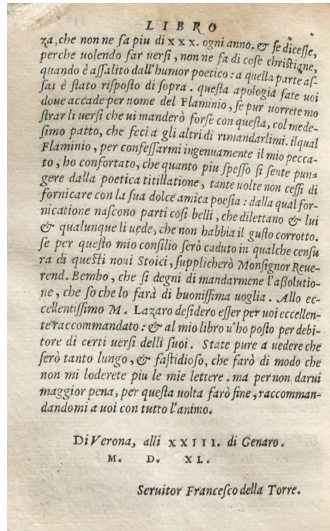 LIBRO
za, che non ne fa piu di XXX. ogni anno. & se dicesse,
perche uolendo far uersi, non ne fa di cose christiane,
quando è assalito dall'humor poetico: a quella parte as-
sai è stato risposto di sopra. questa apologia fate uoi
doue accade per nome del Flaminio, se pur uorrete mo
strar li uersi che ui manderò forse con questa, col mede-
simo patto, che feci a gli altri di rimandarlimi. ilqual
Flaminio, per confessarmi ingenuamente il mio pecca-
to, ho confortato, che quanto piu spesso si sente pun
gere dalla poetica titillatione, tante uolte non cessi di
fornicare con la sua dolce amica poesia: dalla qual for-
nicatione nascono parti così belli, che dilettano & lui
& qualunque li uede, che non habbia il gusto corrotto.
se per questo mio consilio serò caduto in qualche censu
ra di questi noui Stoici, supplicherò Monsignor Reue-
rend. Bembo, che si degni di mandarmene l'assolutio-
ne, che so che lo farà di buonissima uoglia. Allo ec-
cellentissimo M. Lazaro desidero esser per uoi eccellen-
te raccommandato: & al mio libro u'ho posto per debi-
tore di certi uersi delli suoi. State pure a uedere che
serò tanto lungo, & fastidioso, che farò di modo che
non mi loderete piu le mie lettere. ma per non darui
maggior pena, per questa uolta farò fine, raccomman-
dandomi a uoi con tutto l'animo.
Di Verona, alli XXIII. di Genaro.
M. D. XL.
Seruitor Francesco della Torre.